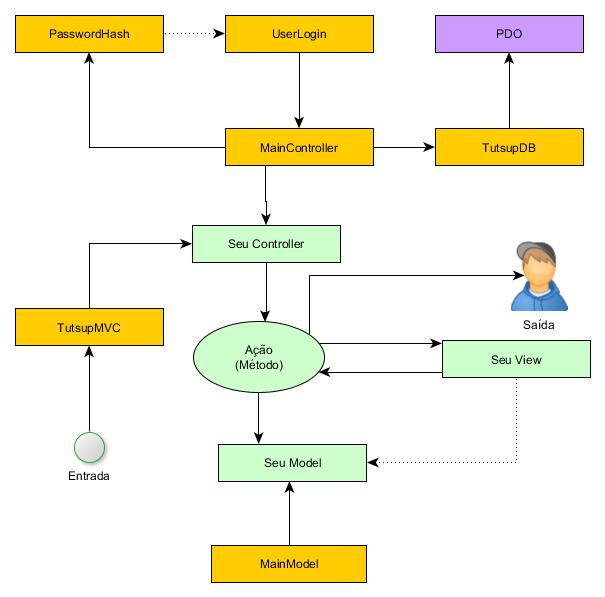 PasswordHash
UserLogin
PDO
MainController
TutsupDB
Seu Controller
Saída
TutsupMVC
Ação
(Método)
Seu View
Entrada
Seu Model
MainModel